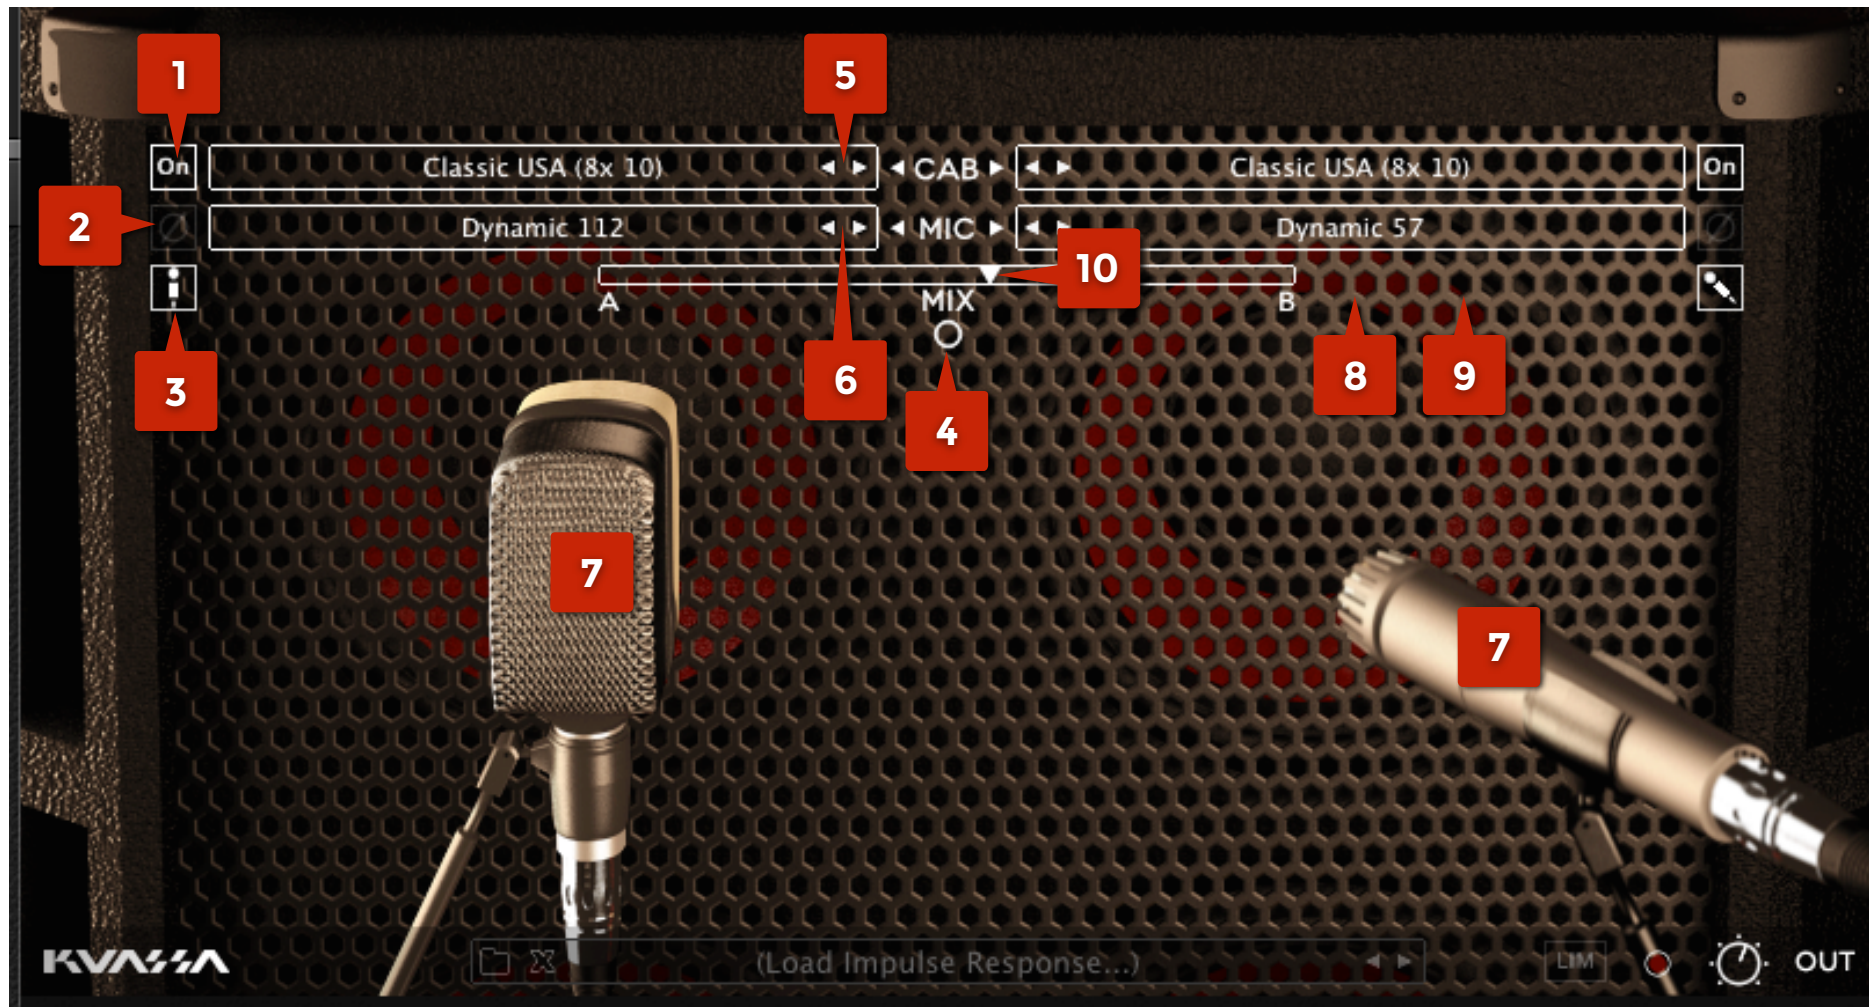 1
5
On
Classic USA (8x 10)
CAB
Classic USA (8x 10)
On
2
Dynamic 112
MIC
Dynamic 57
10
A
MIX
B
3
6
4
8
9
7
7
KVASSA
(Load Impulse Response...)
LIM
OUT